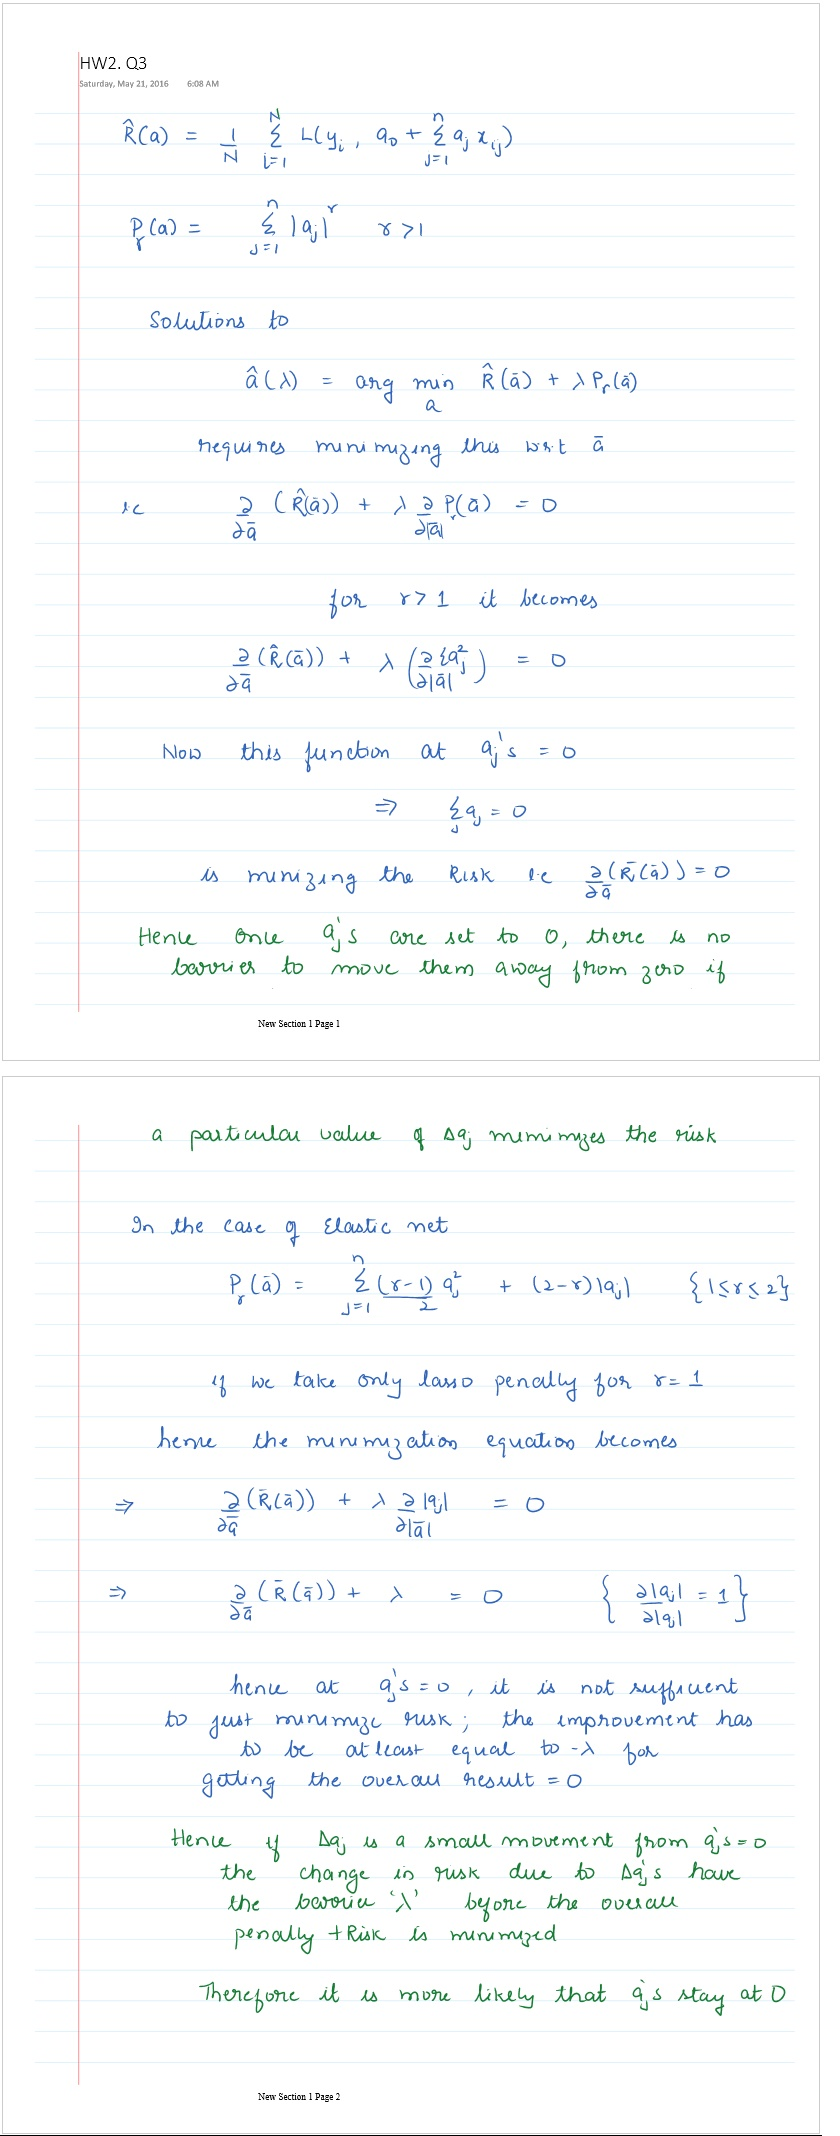 HW2. Q3
Saturday, May 21, 2016 6:08 AM
R̂(a) = 1/N Σ_{i=1}^{N} L(y_i , a_0 + Σ_{j=1}^{n} a_j x_ij)
P_r(a) = Σ_{j=1}^{n} |a_j|^r r > 1
Solutions to
â(λ) = arg min_a R̂(ā) + λ P_r(ā)
requires minimizing this wrt ā
ie ∂/∂ā (R̂(ā)) + λ ∂/∂|ā| P_r(ā) = 0
for r > 1 it becomes
∂/∂ā (R̂(ā)) + λ (∂Σa_j^2/∂|ā|) = 0
Now this function at a_j's = 0
⇒ Σ_j a_j = 0
is minizing the Risk i.e ∂/∂ā (R̄(ā)) = 0
Hence once a_j's are set to 0, there is no
barrier to move them away from zero if
New Section 1 Page 1
a particular value of Δa_j minimizes the risk
In the case of Elastic net
P_r(ā) = Σ_{j=1}^{n} (r-1)/2 a_j^2 + (2-r)|a_j| {1≤r≤2}
if we take only lasso penalty for r = 1
hence the minimization equation becomes
⇒ ∂/∂ā (R̄(ā)) + λ ∂|a_j|/∂|ā| = 0
⇒ ∂/∂ā (R̄(ā)) + λ = 0 {∂|a_j|/∂|a_j| = 1}
hence at a_j's = 0, it is not sufficient
to just minimize risk; the improvement has
to be atleast equal to -λ for
getting the overall result = 0
Hence if Δa_j is a small movement from a_j's = 0
the change in risk due to Δa_j's have
the barrier 'λ' before the overall
penalty + Risk is minimized
Therefore it is more likely that a_j's stay at 0
New Section 1 Page 2